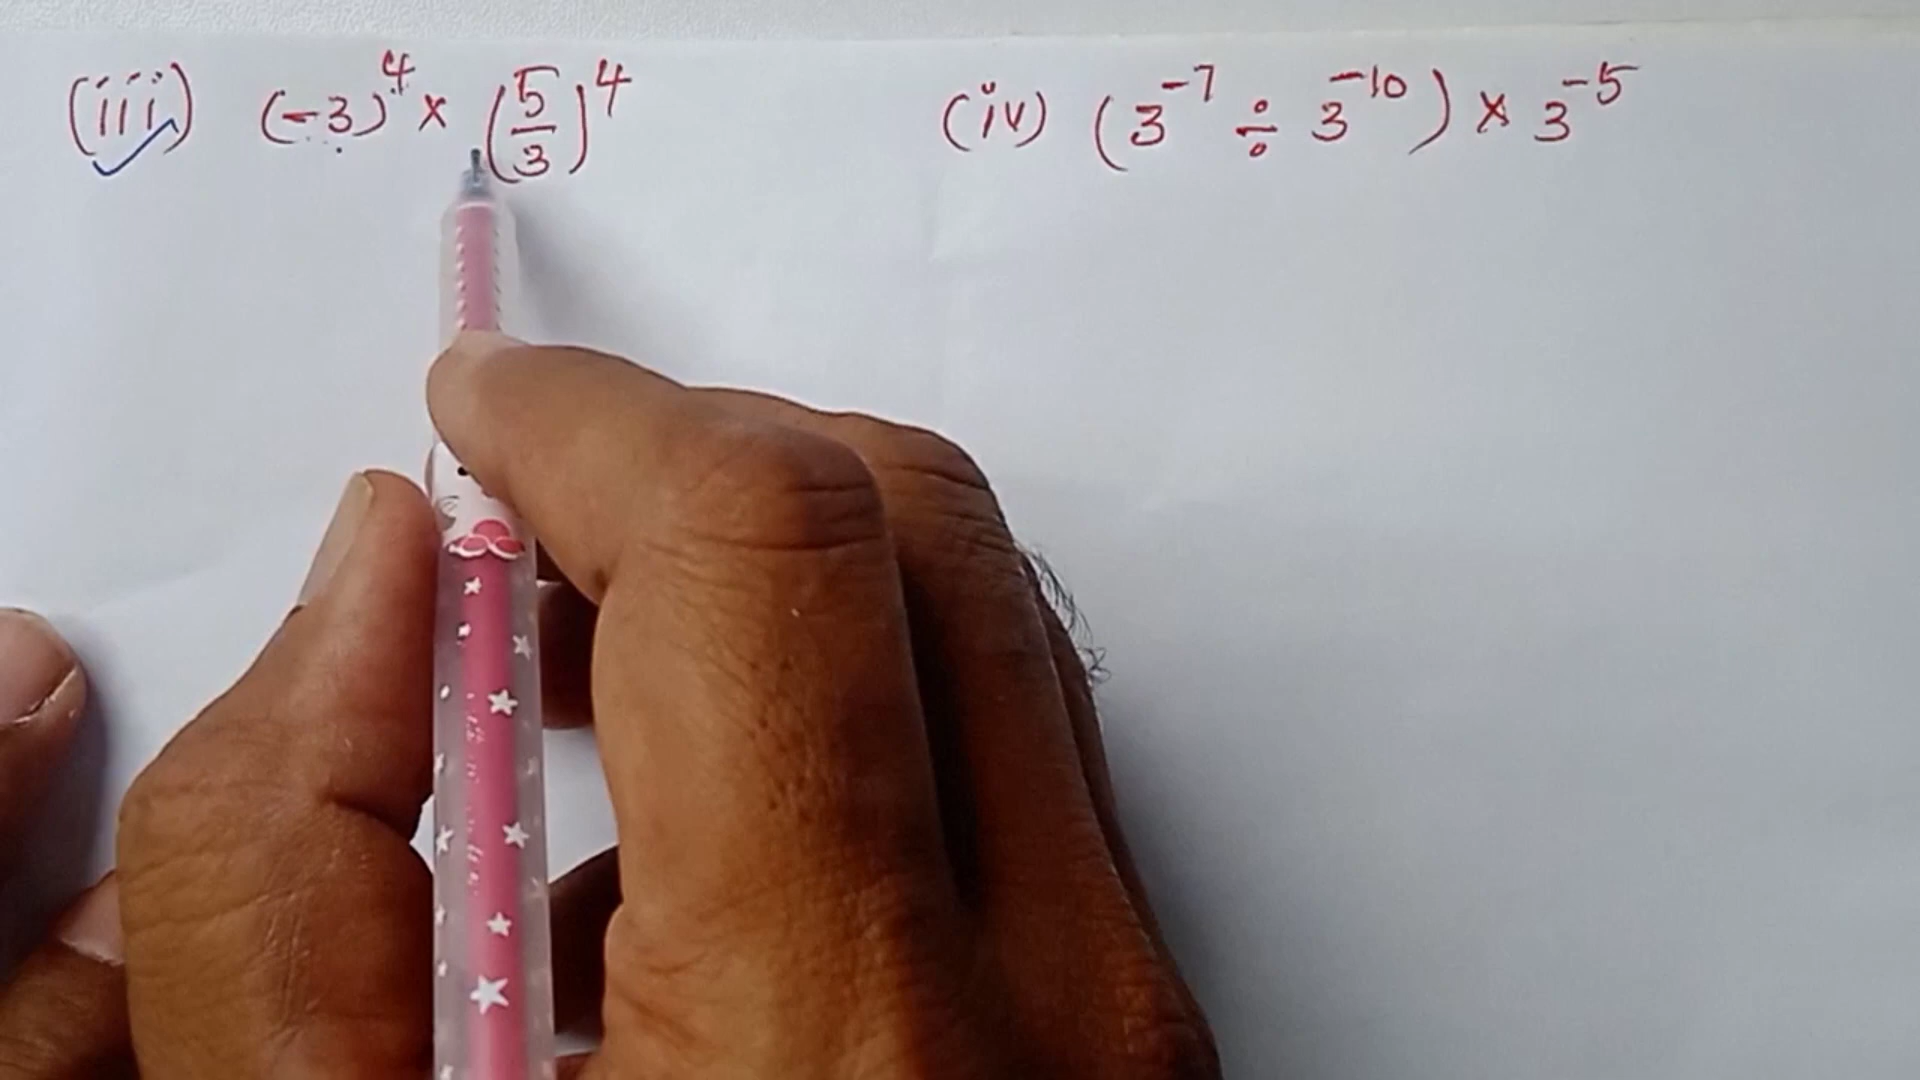 (iii) (-3)⁴ × (5/3)⁴ (iv) (3⁻⁷ ÷ 3⁻¹⁰) × 3⁻⁵